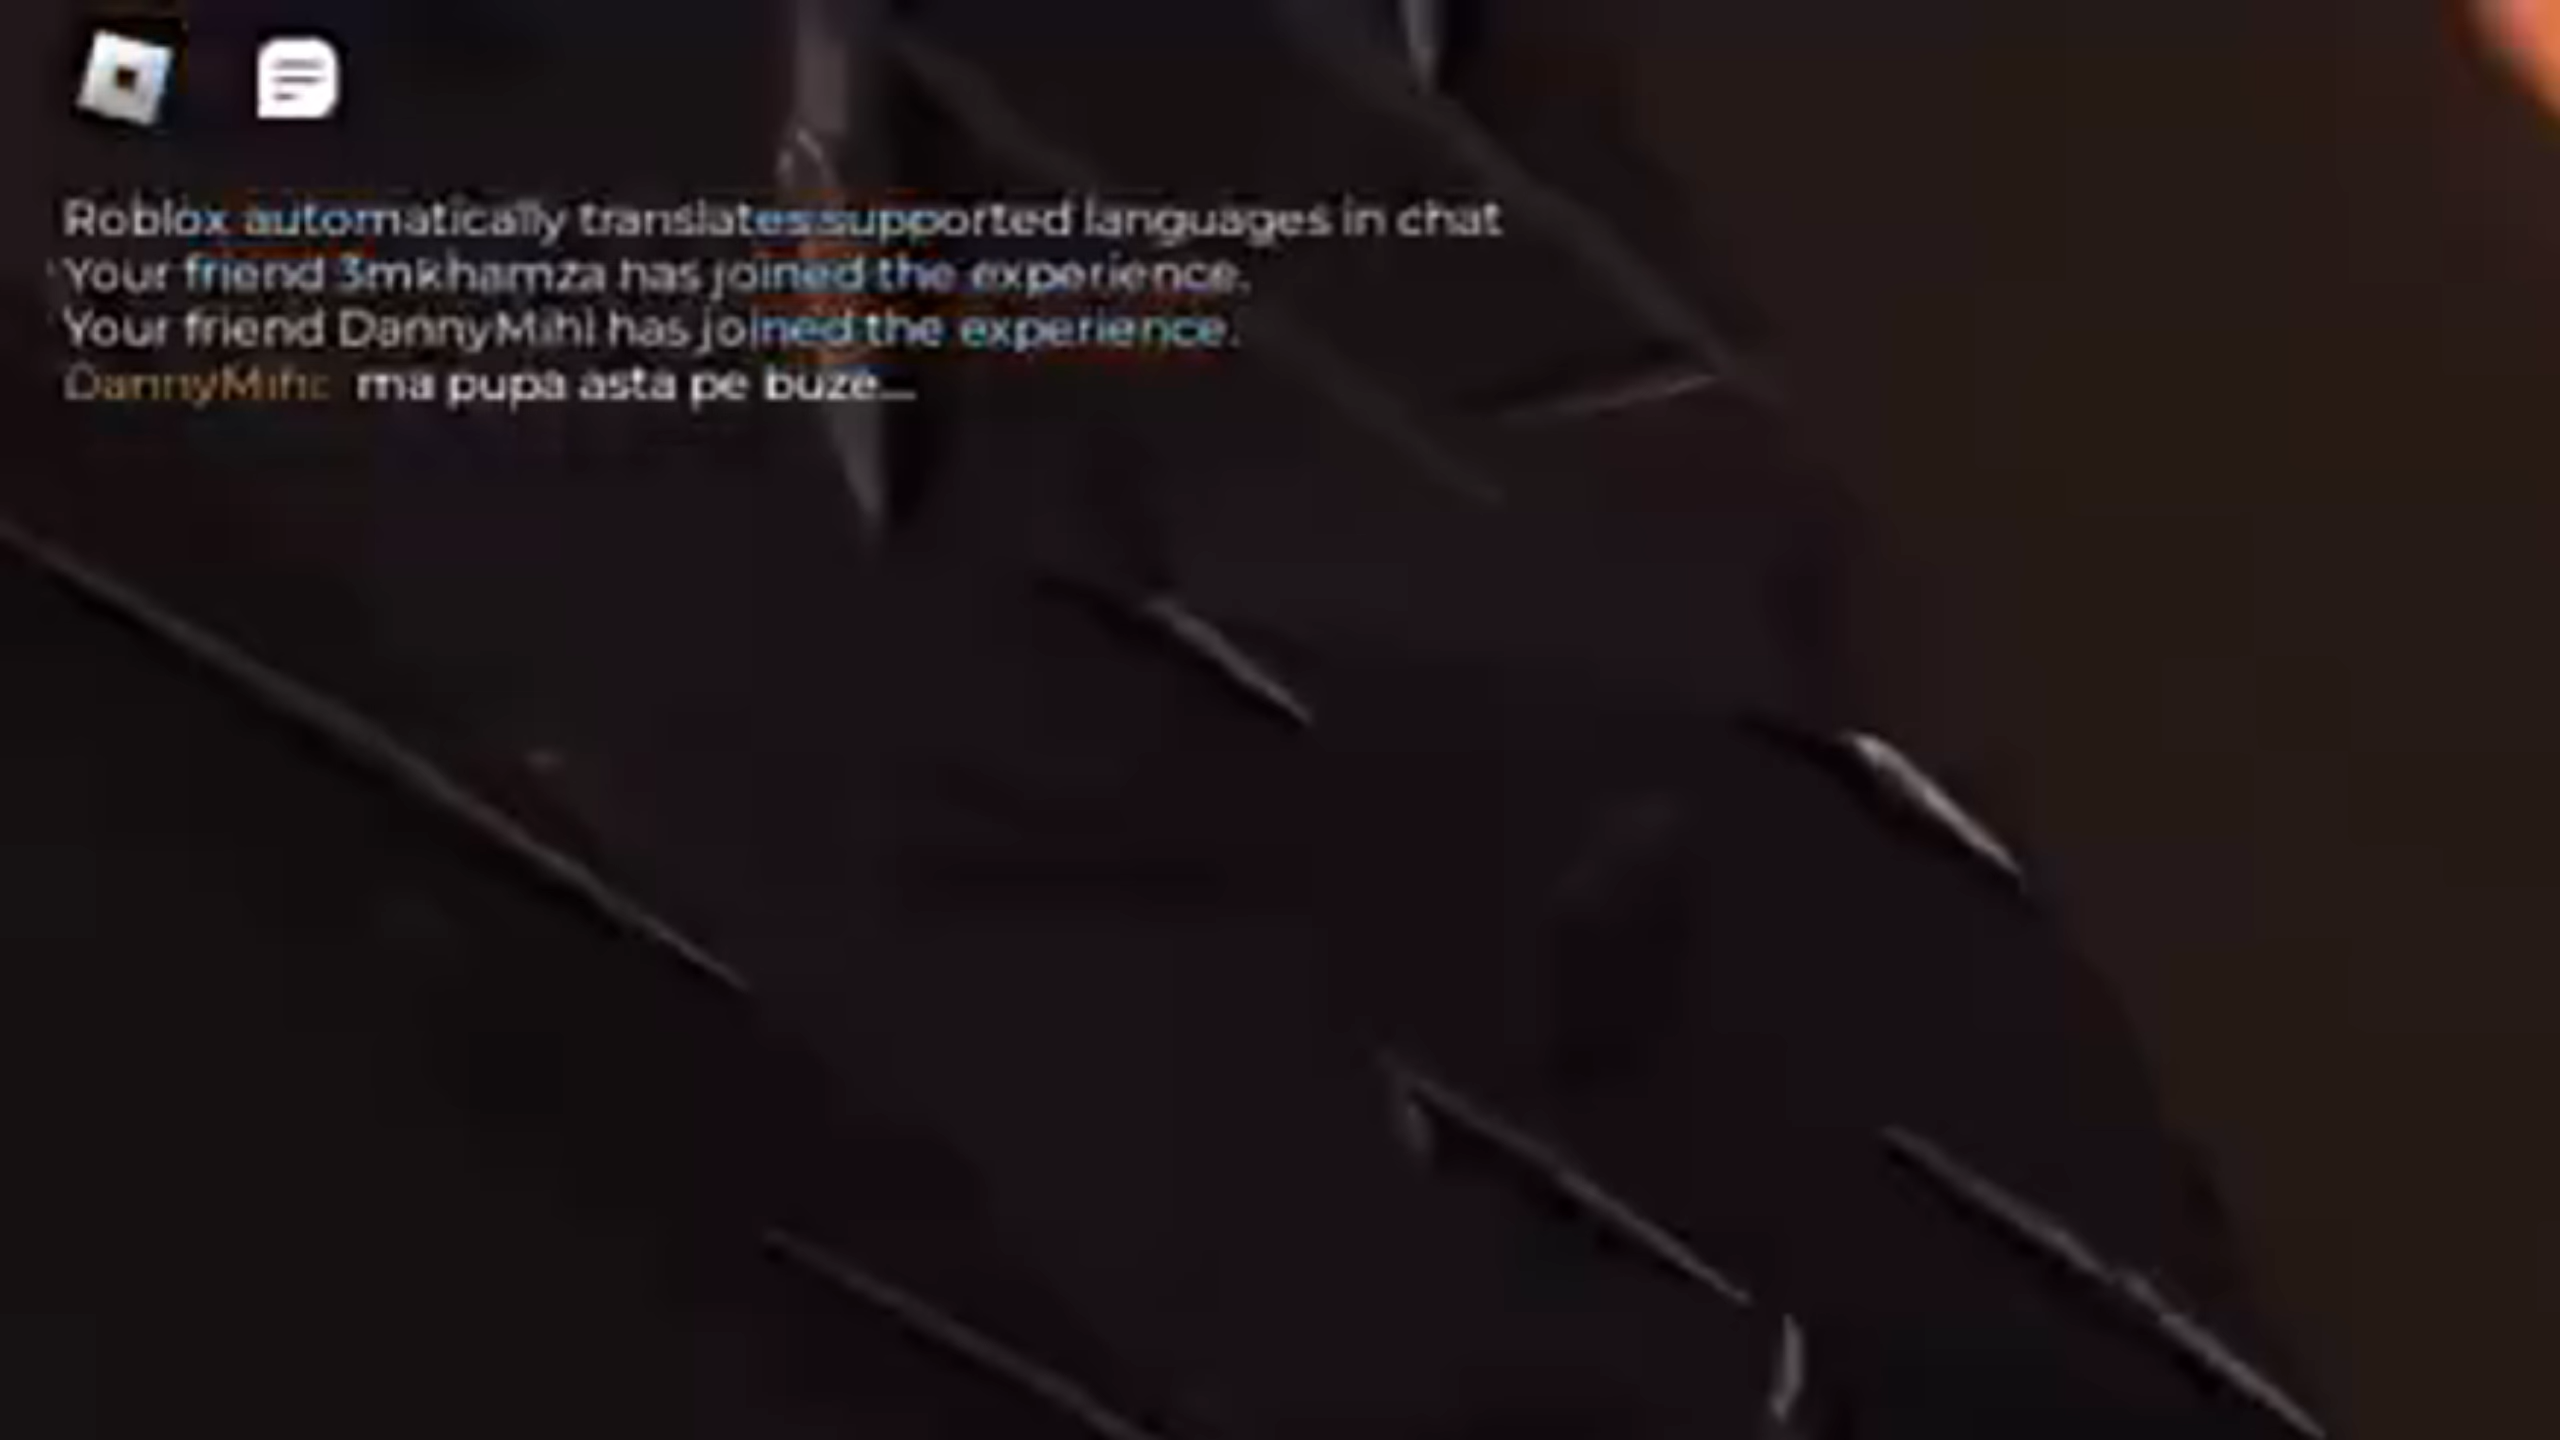 Roblox automatically translates supported languages in chat
Your friend 3mkhamza has joined the experience.
Your friend DannyMihl has joined the experience.
ma pupa asta pe buze...